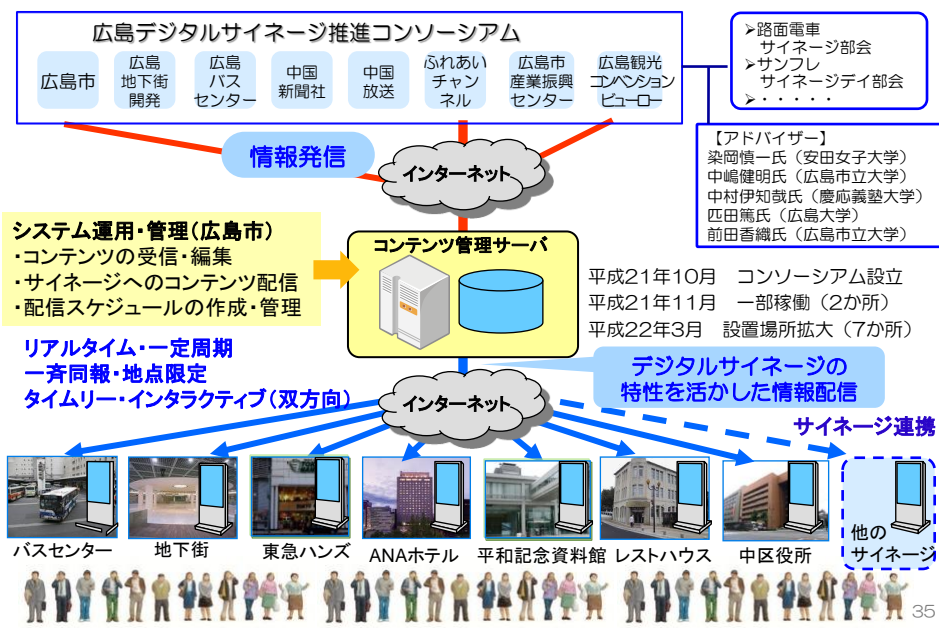 広島デジタルサイネージ推進コンソーシアム
広島市
広島
地下街
開発
広島
バス
センター
中国
新聞社
中国
放送
ふれあい
チャン
ネル
広島市
産業振興
センター
広島観光
コンベンション
ビューロー
➢路面電車
サイネージ部会
➢サンフレ
サイネージデイ部会
➢・・・・・
【アドバイザー】
染岡慎一氏（安田女子大学）
中嶋健明氏（広島市立大学）
中村伊知哉氏（慶応義塾大学）
匹田篤氏（広島大学）
前田香織氏（広島市立大学）
情報発信
インターネット
システム運用・管理（広島市）
・コンテンツの受信・編集
・サイネージへのコンテンツ配信
・配信スケジュールの作成・管理
コンテンツ管理サーバ
平成21年10月　コンソーシアム設立
平成21年11月　一部稼働（2か所）
平成22年3月　設置場所拡大（7か所）
リアルタイム・一定周期
一斉同報・地点限定
タイムリー・インタラクティブ（双方向）
デジタルサイネージの
特性を活かした情報配信
インターネット
サイネージ連携
バスセンター
地下街
東急ハンズ
ANAホテル
平和記念資料館
レストハウス
中区役所
他の
サイネージ
35